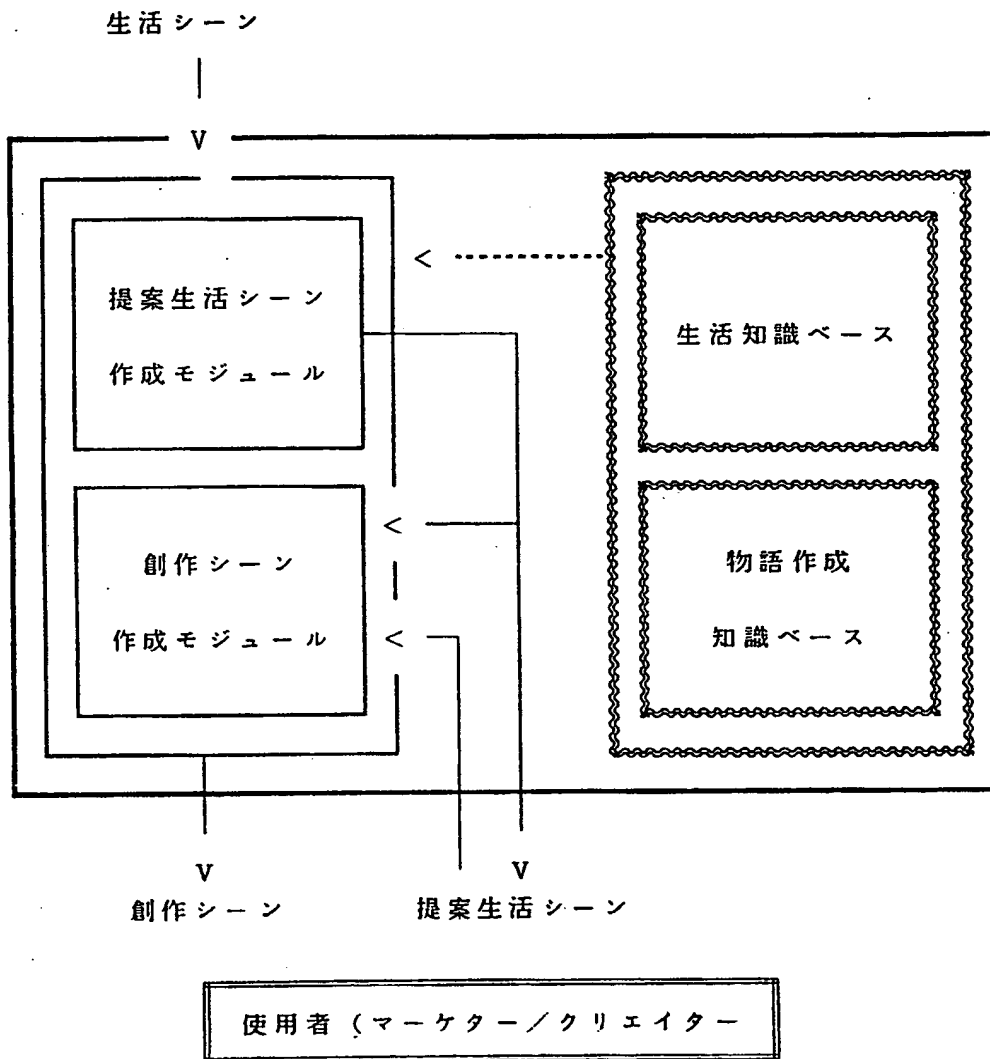 生活シーン
提案生活シーン
作成モジュール
創作シーン
作成モジュール
生活知識ベース
物語作成
知識ベース
創作シーン
提案生活シーン
使用者（マーケター／クリエイター